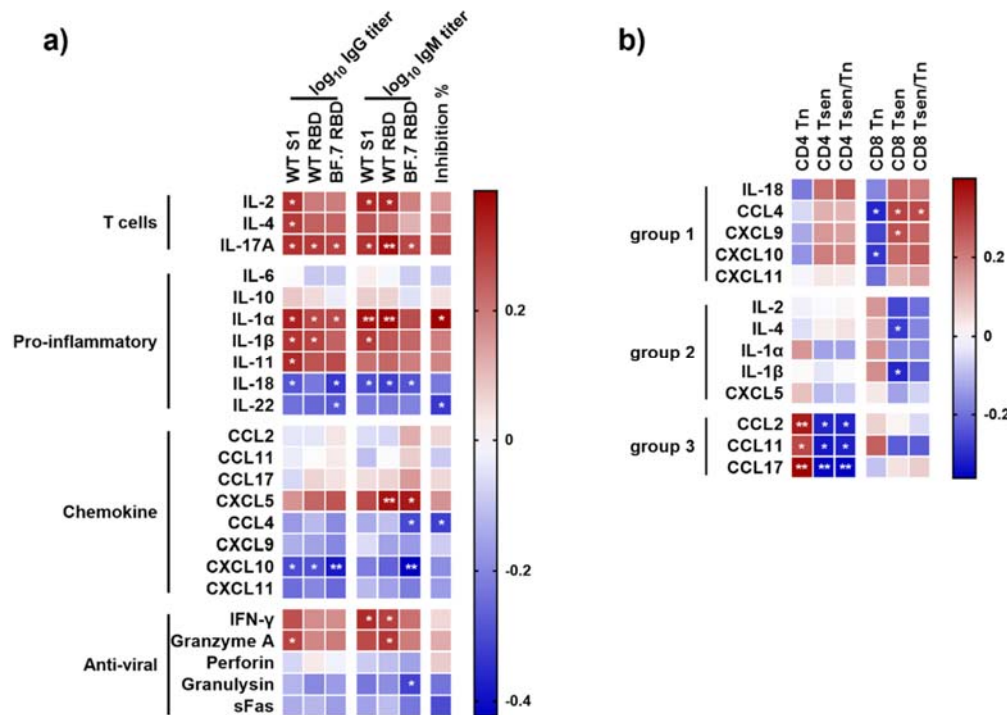 a)
log10 IgG titer
log10 IgM titer
WT S1
WT RBD
BF.7 RBD
WT S1
WT RBD
BF.7 RBD
Inhibition %
T cells
IL-2 * * *
IL-4 *
IL-17A * * * * ** *
Pro-inflammatory
IL-6
IL-10
IL-1α * * * ** ** *
IL-1β * * *
IL-11 *
IL-18 * * * * *
IL-22 * *
Chemokine
CCL2
CCL11
CCL17
CXCL5 ** *
CCL4 * *
CXCL9
CXCL10 * * ** **
CXCL11
Anti-viral
IFN-γ * *
Granzyme A * *
Perforin
Granulysin *
sFas
0.2
0
-0.2
-0.4
b)
CD4 Tn
CD4 Tsen
CD4 Tsen/Tn
CD8 Tn
CD8 Tsen
CD8 Tsen/Tn
group 1
IL-18
CCL4 * * *
CXCL9 *
CXCL10 *
CXCL11
group 2
IL-2
IL-4 *
IL-1α
IL-1β *
CXCL5
group 3
CCL2 ** * *
CCL11 * * *
CCL17 ** ** **
0.2
0
-0.2